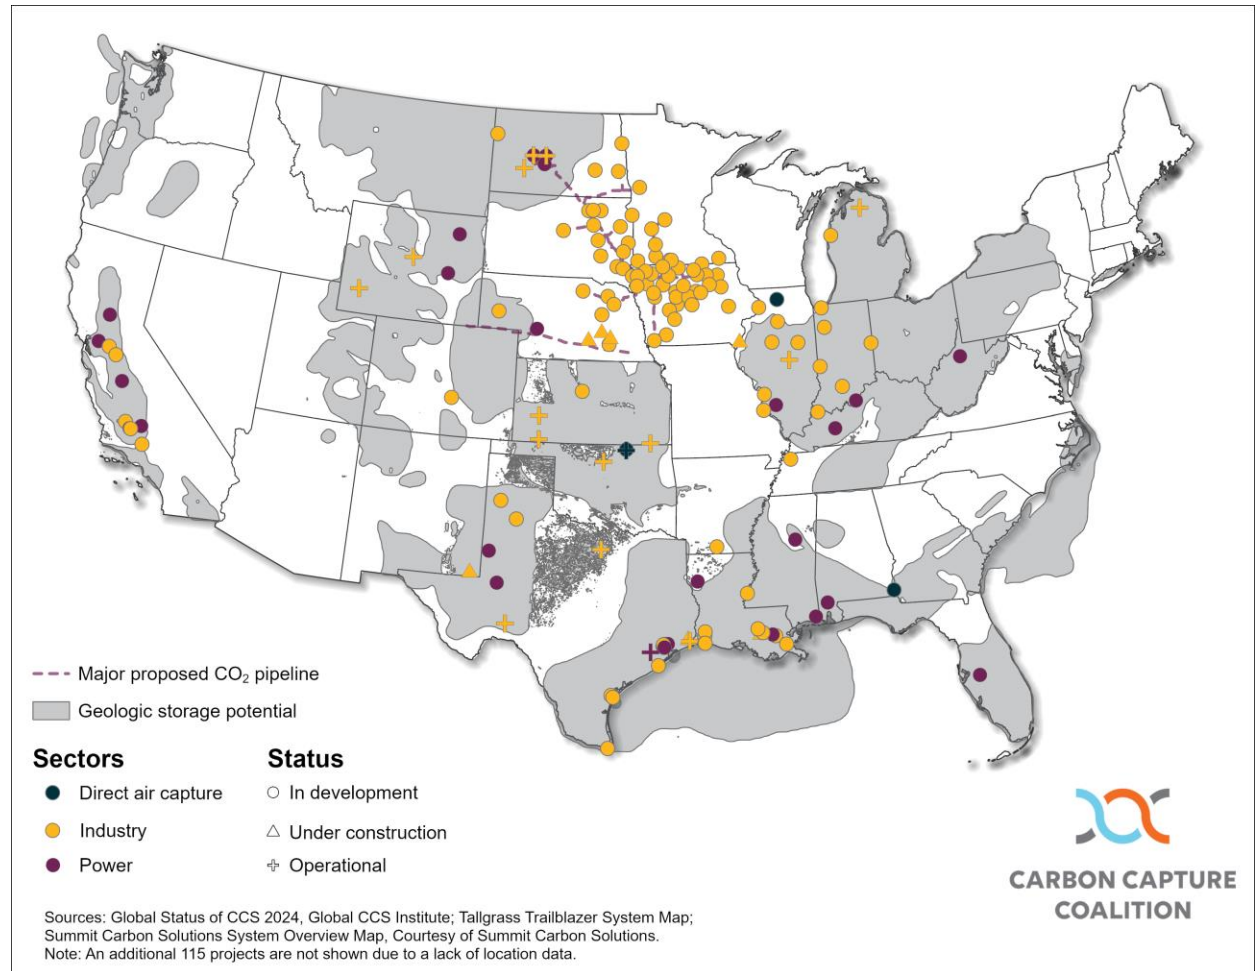 Major proposed CO₂ pipeline
Geologic storage potential
Sectors
Status
Direct air capture
In development
Industry
Under construction
Power
Operational
CARBON CAPTURE
COALITION
Sources: Global Status of CCS 2024, Global CCS Institute; Tallgrass Trailblazer System Map;
Summit Carbon Solutions System Overview Map, Courtesy of Summit Carbon Solutions.
Note: An additional 115 projects are not shown due to a lack of location data.